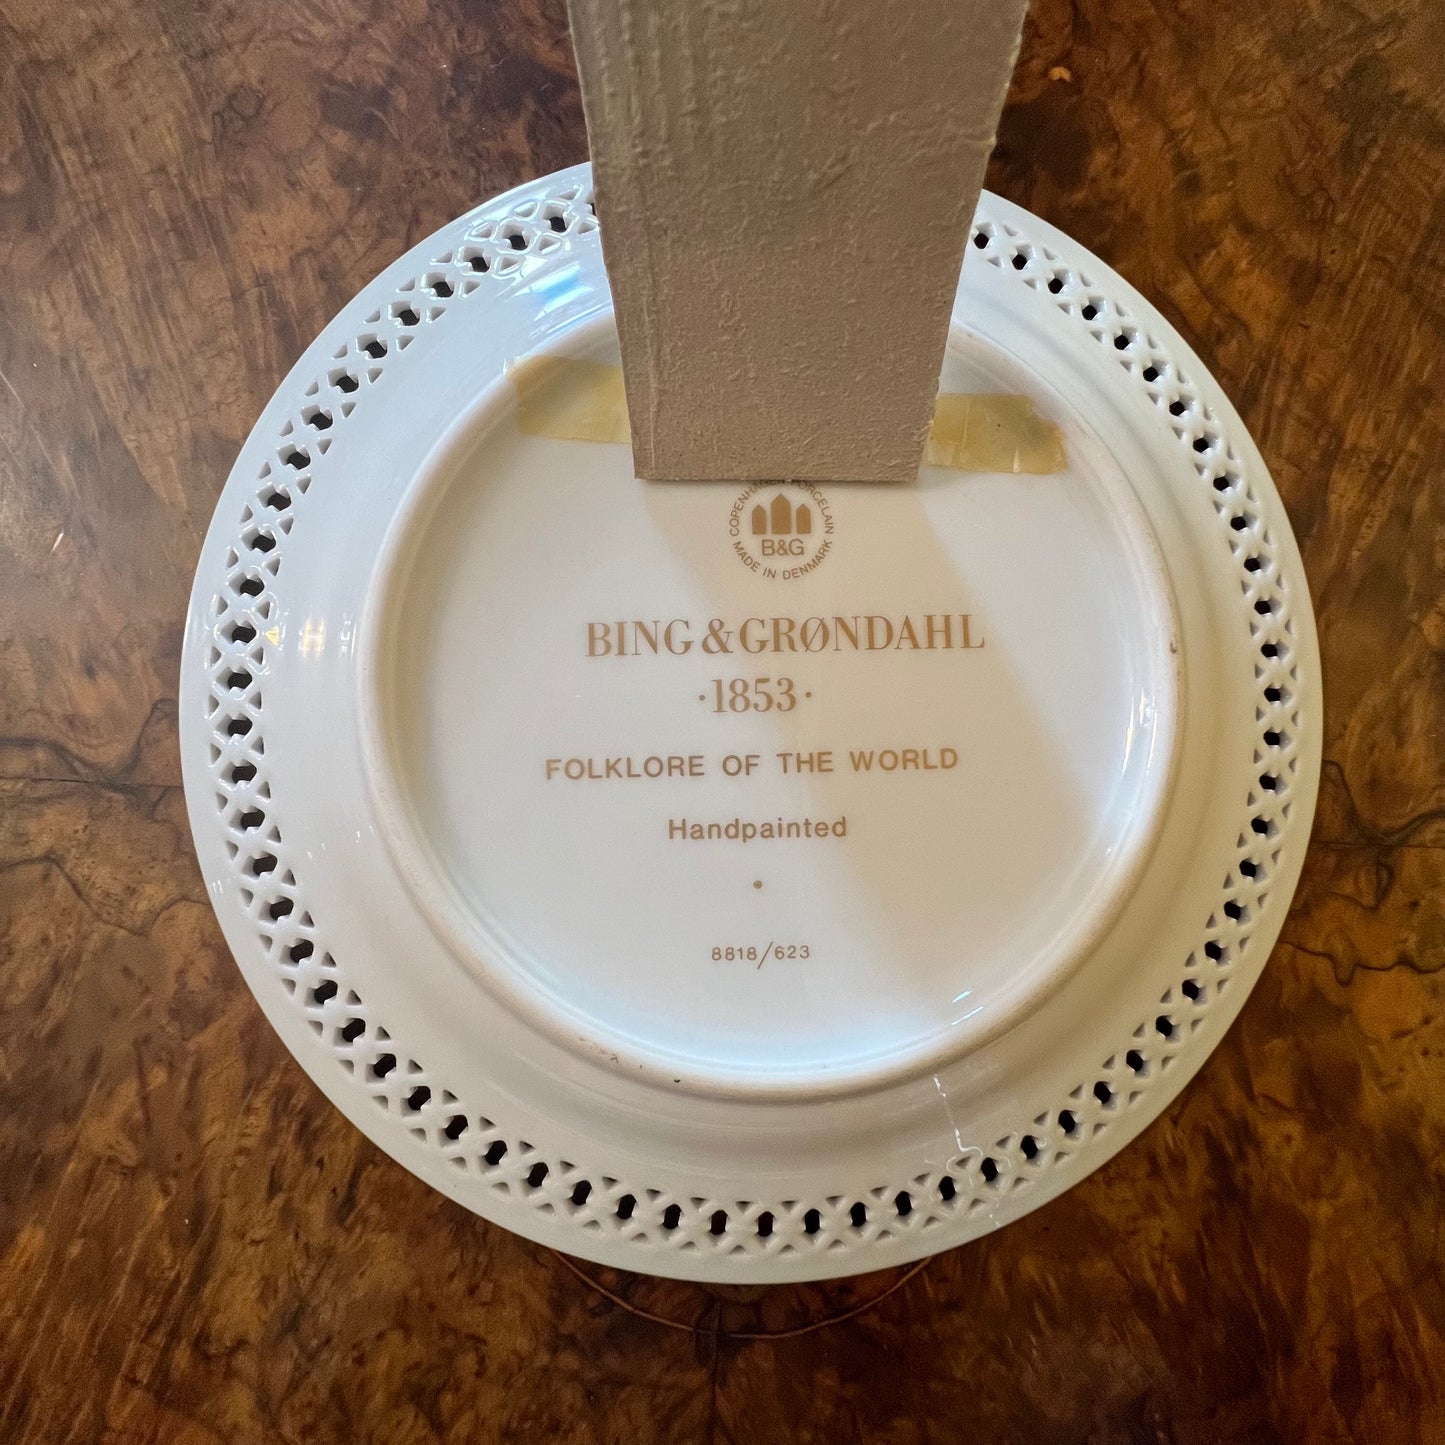 COPENHAGEN PORCELAIN
B&G
MADE IN DENMARK
BING & GRØNDAHL
·1853·
FOLKLORE OF THE WORLD
Handpainted
8818/623